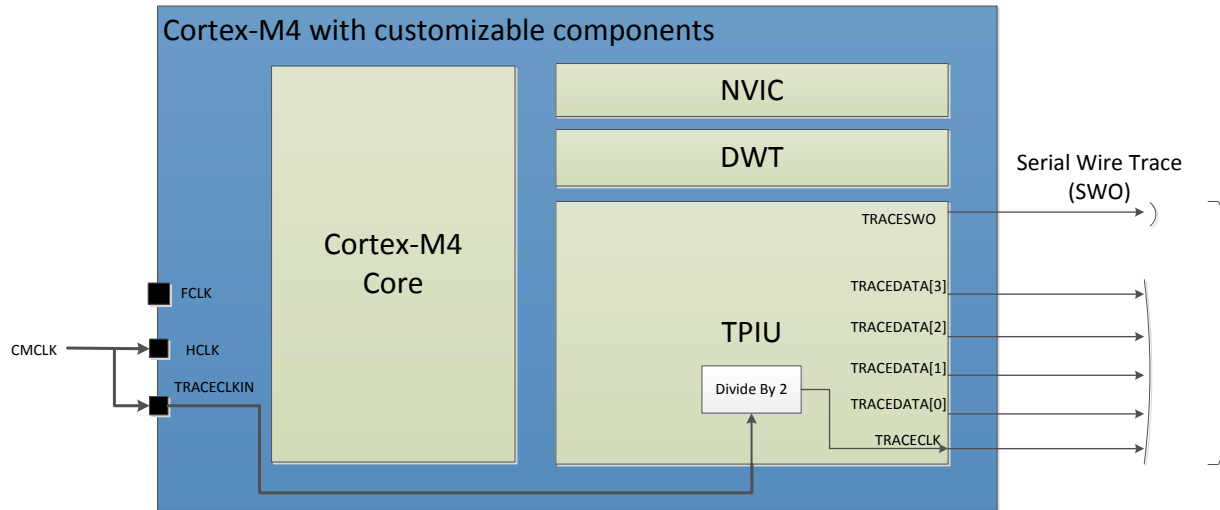 Cortex-M4 with customizable components
NVIC
DWT
Serial Wire Trace
(SWO)
TRACESWO
Cortex-M4
Core
FCLK
TRACEDATA[3]
TPIU
TRACEDATA[2]
CMCLK
HCLK
TRACEDATA[1]
TRACECLKIN
Divide By 2
TRACEDATA[0]
TRACECLK